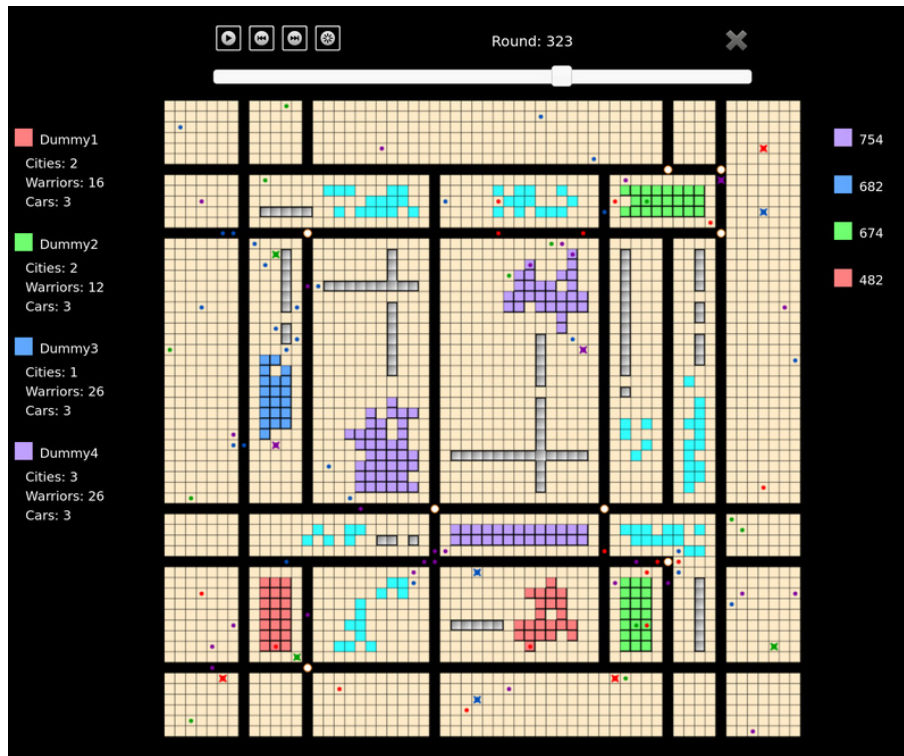 Round: 323
Dummy1
Cities: 2
Warriors: 16
Cars: 3
Dummy2
Cities: 2
Warriors: 12
Cars: 3
Dummy3
Cities: 1
Warriors: 26
Cars: 3
Dummy4
Cities: 3
Warriors: 26
Cars: 3
754
682
674
482